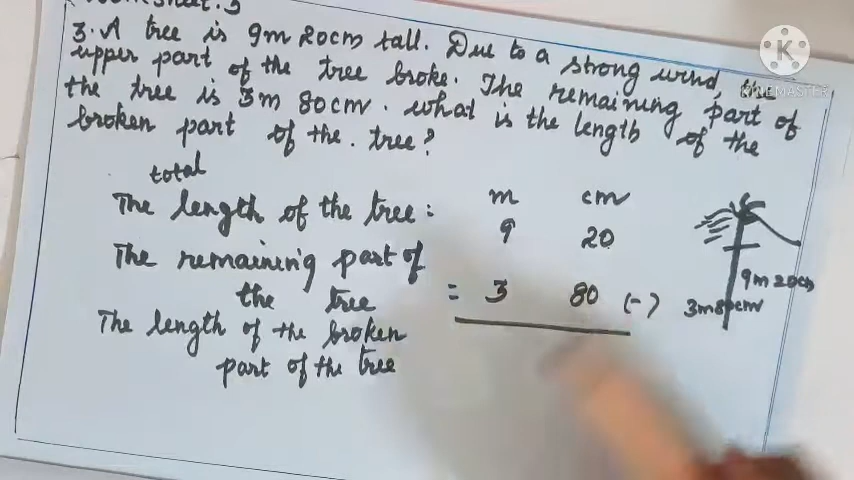 3. A tree is 9m 20cm tall. Due to a strong wind, the
upper part of the tree broke. The remaining part of
the tree is 3m 80cm. what is the length of the
broken part of the tree?
total
The length of the tree:
m cm
9 20
The remaining part of
the tree = 3 80 (-)
The length of the broken
part of the tree
9m 20cm
3m80cm
KINEMASTER